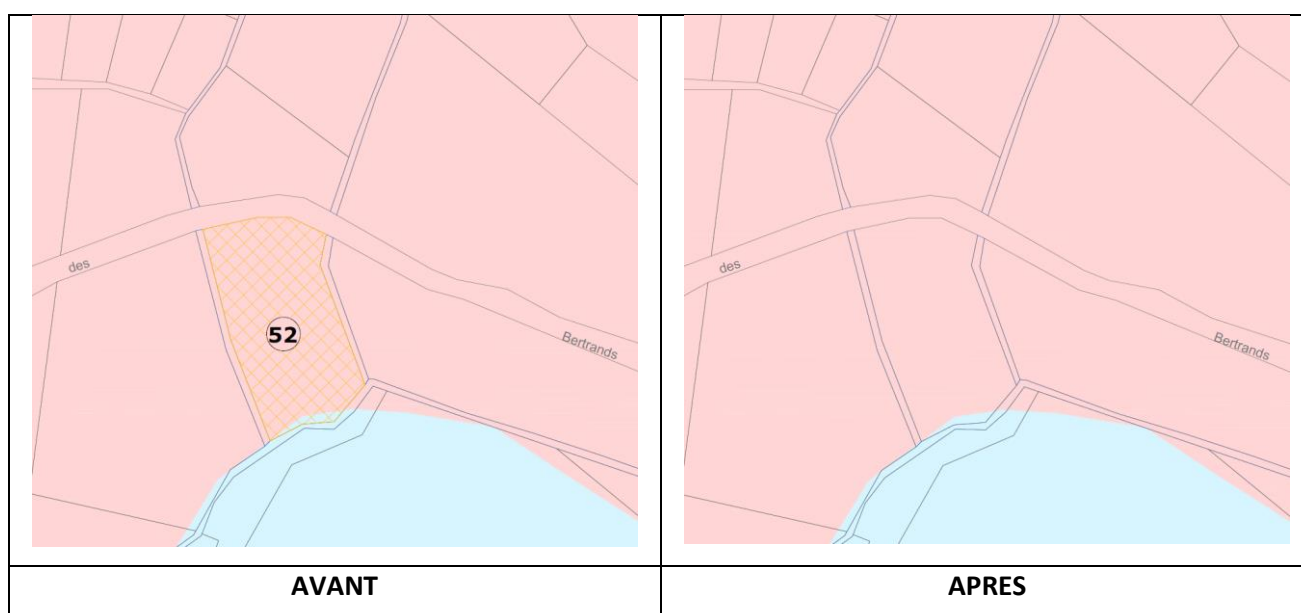 des
52
Bertrands
des
Bertrands
AVANT
APRES